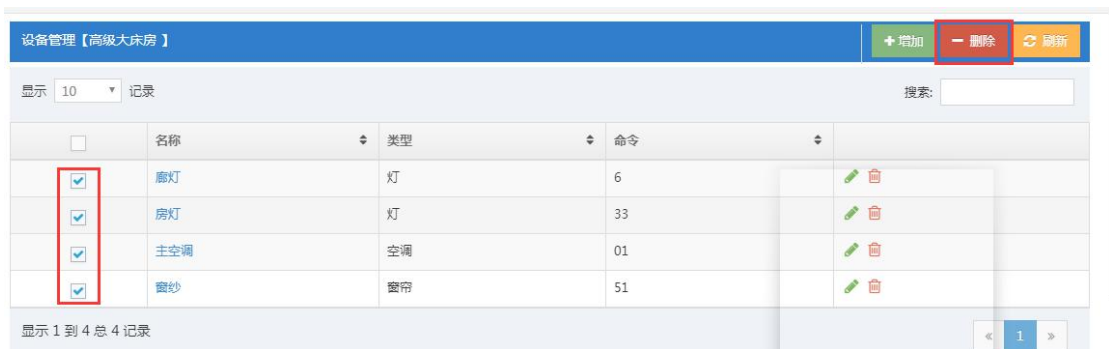 设备管理【高级大床房 】 增加 删除 刷新
显示 10 记录 搜索:
名称 类型 命令
廊灯 灯 6
房灯 灯 33
主空调 空调 01
窗纱 窗帘 51
显示 1 到 4 总 4 记录 « 1 »